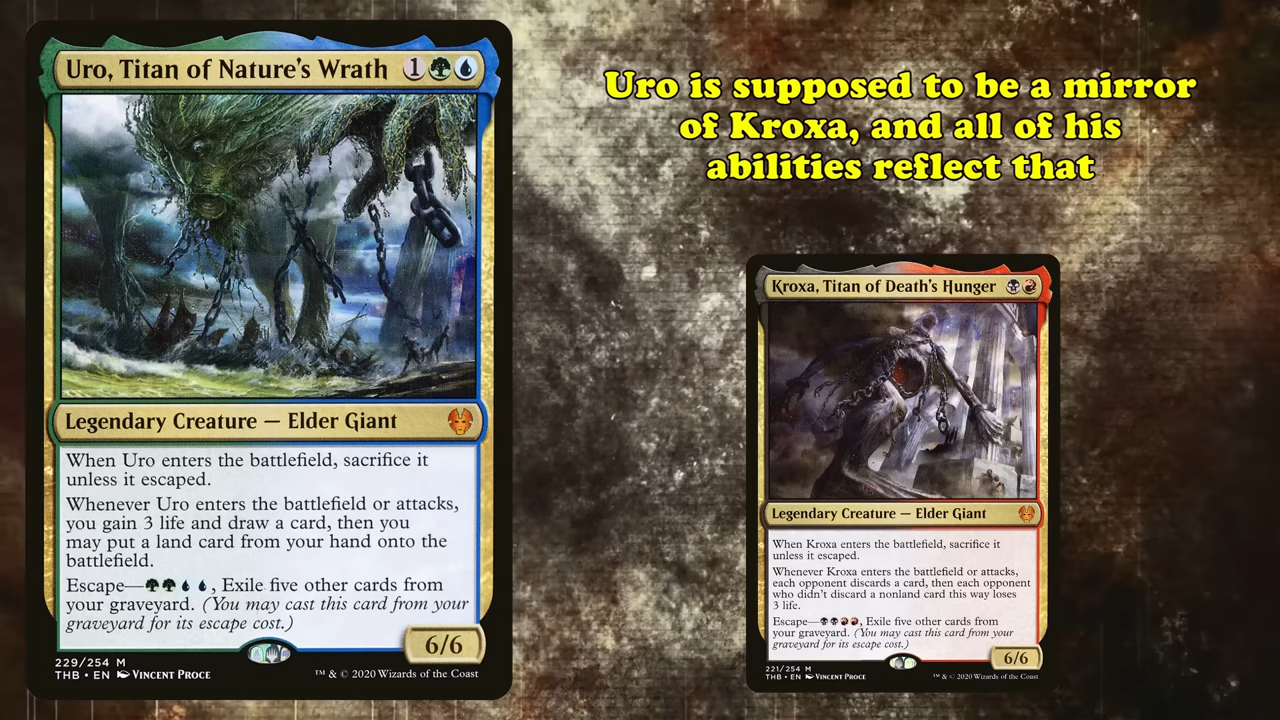 Uro, Titan of Nature's Wrath 1
Legendary Creature — Elder Giant
When Uro enters the battlefield, sacrifice it
unless it escaped.
Whenever Uro enters the battlefield or attacks,
you gain 3 life and draw a card, then you
may put a land card from your hand onto the
battlefield.
Escape—, Exile five other cards from
your graveyard. (You may cast this card from your
graveyard for its escape cost.)
6/6
229/254 M
THB • EN Vincent Proce
™ & © 2020 Wizards of the Coast
Uro is supposed to be a mirror
of Kroxa, and all of his
abilities reflect that
Kroxa, Titan of Death's Hunger
Legendary Creature — Elder Giant
When Kroxa enters the battlefield, sacrifice it
unless it escaped.
Whenever Kroxa enters the battlefield or attacks,
each opponent discards a card, then each opponent
who didn't discard a nonland card this way loses
3 life.
Escape—, Exile five other cards from
your graveyard. (You may cast this card from your
graveyard for its escape cost.)
6/6
221/254 M
THB • EN Vincent Proce
™ & © 2020 Wizards of the Coast